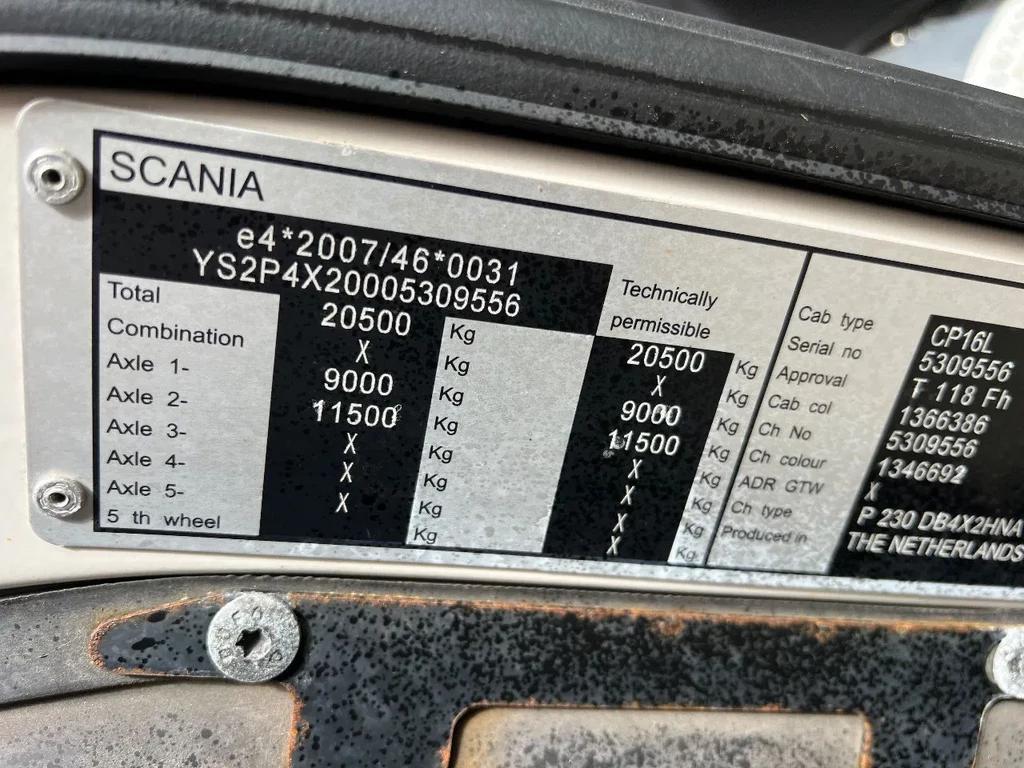 SCANIA
e4*2007/46*0031
YS2P4X20005309556
Technically
permissible
Total 20500 Kg 20500 Kg
Combination X Kg X Kg
Axle 1- 9000 Kg 9000 Kg
Axle 2- 11500 Kg 11500 Kg
Axle 3- X Kg X Kg
Axle 4- X Kg X Kg
Axle 5- X Kg X Kg
5 th wheel Kg X Kg
Cab type CP16L
Serial no 5309556
Approval T 118 Fh
Cab col 1366386
Ch No 5309556
Ch colour 1346692
ADR GTW X
Ch type P 230 DB4X2HNA
Produced in THE NETHERLANDS